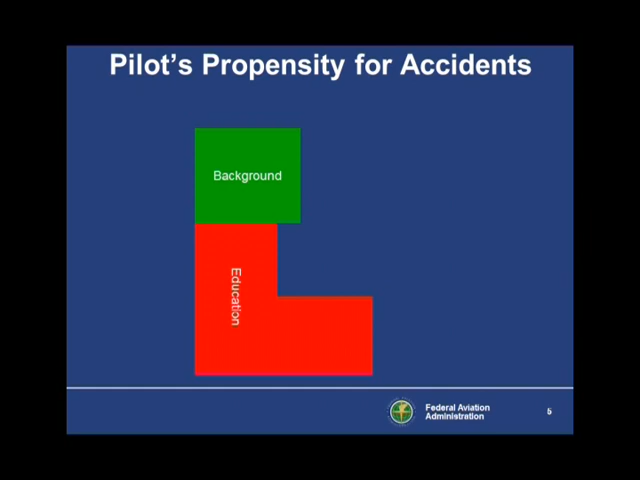 Pilot's Propensity for Accidents
Background
Education
Federal Aviation
Administration
5